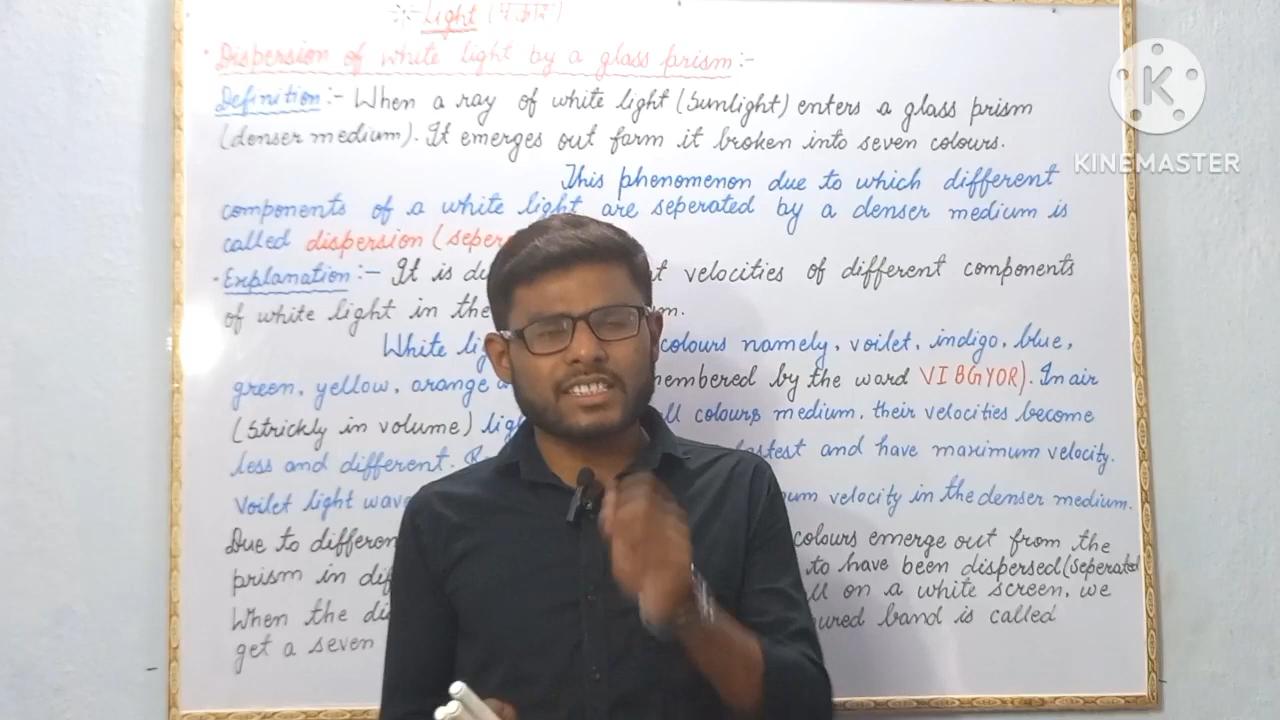 Light (प्रकाश)
Dispersion of white light by a glass prism:-
Definition:- When a ray of white light (Sunlight) enters a glass prism
(denser medium). It emerges out farm it broken into seven colours.
This phenomenon due to which different
components of a white light are seperated by a denser medium is
called dispersion (seper
Explanation:- It is du t velocities of different components
of white light in the m.
White lig colours namely, voilet, indigo, blue,
green, yellow, orange a membered by the word VIBGYOR). In air
(Strickly in volume) lig ll colours medium, their velocities become
less and different. R astest and have maximum velocity.
Voilet light wave um velocity in the denser medium.
Due to differen colours emerge out from the
prism in dif to have been dispersed (seperated
When the di ll on a white screen, we
get a seven oured band is called
K
KINEMASTER